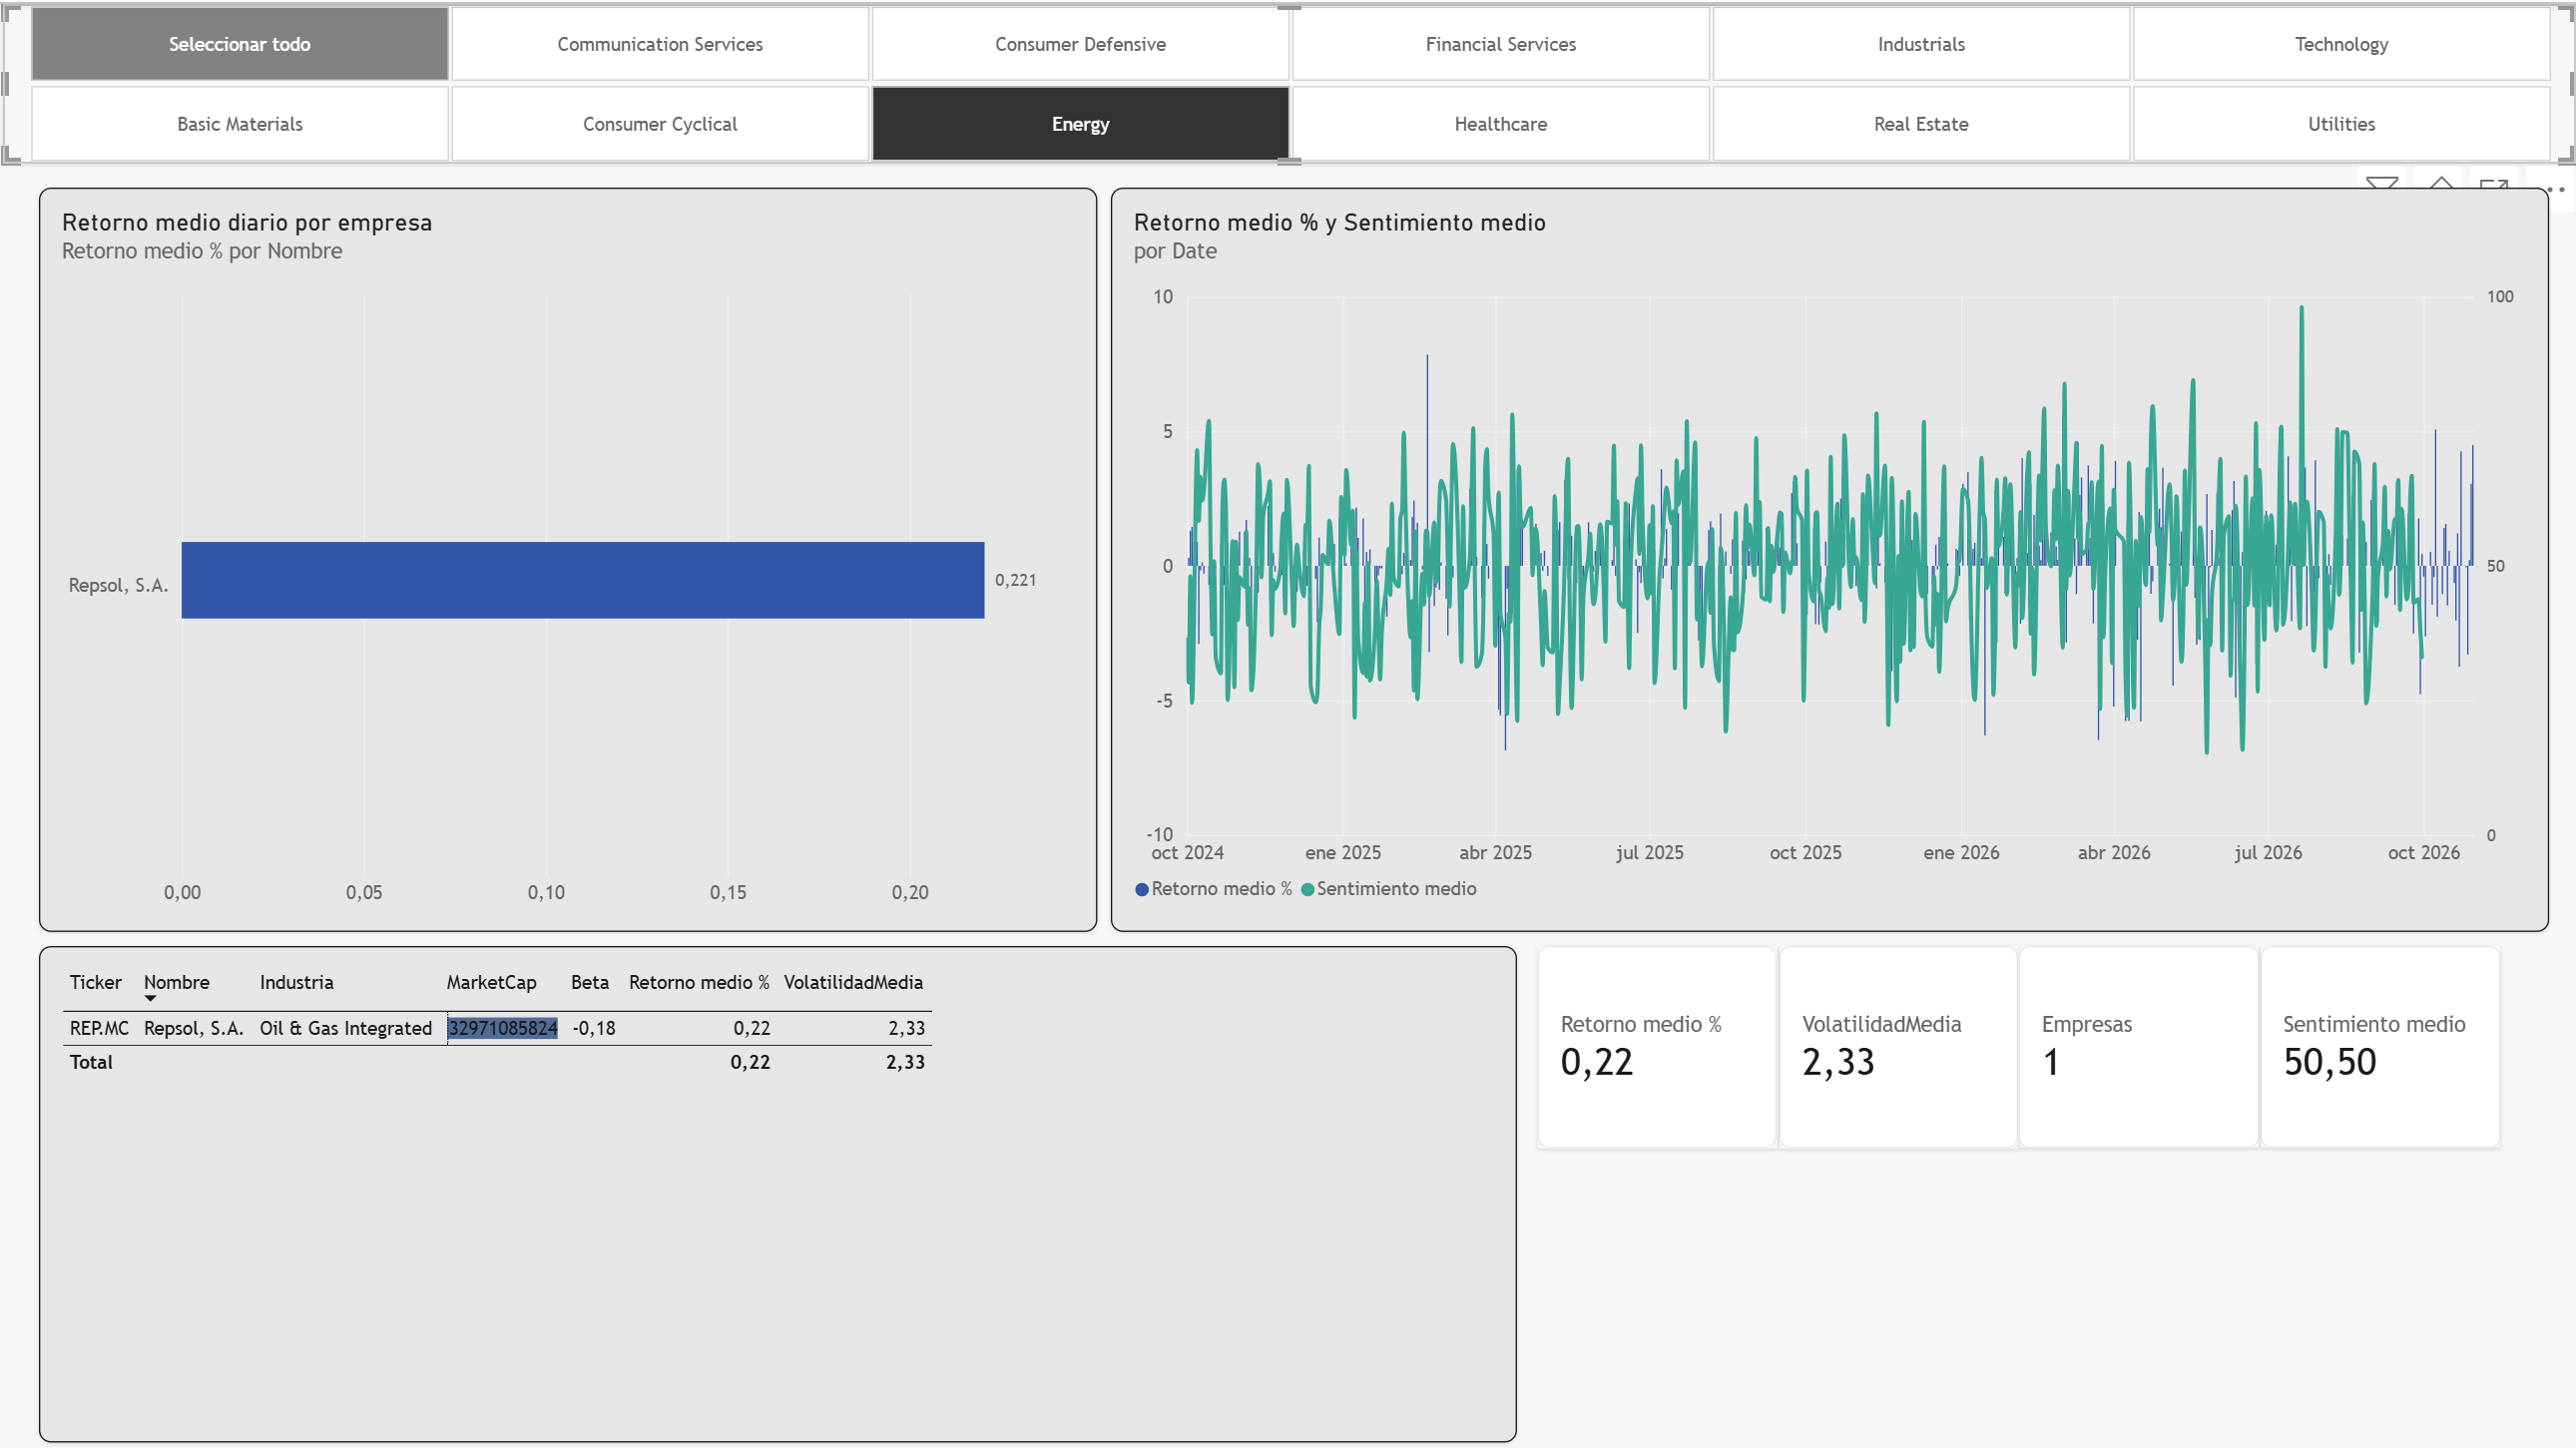 Seleccionar todo
Communication Services
Consumer Defensive
Financial Services
Industrials
Technology
Basic Materials
Consumer Cyclical
Energy
Healthcare
Real Estate
Utilities
Retorno medio diario por empresa
Retorno medio % por Nombre
Repsol, S.A.
0,221
0,00 0,05 0,10 0,15 0,20
Retorno medio % y Sentimiento medio
por Date
10
5
0
-5
-10
100
50
0
oct 2024 ene 2025 abr 2025 jul 2025 oct 2025 ene 2026 abr 2026 jul 2026 oct 2026
Retorno medio % Sentimiento medio
Ticker Nombre Industria MarketCap Beta Retorno medio % VolatilidadMedia
REP.MC Repsol, S.A. Oil & Gas Integrated 32971085824 -0,18 0,22 2,33
Total 0,22 2,33
Retorno medio %
0,22
VolatilidadMedia
2,33
Empresas
1
Sentimiento medio
50,50